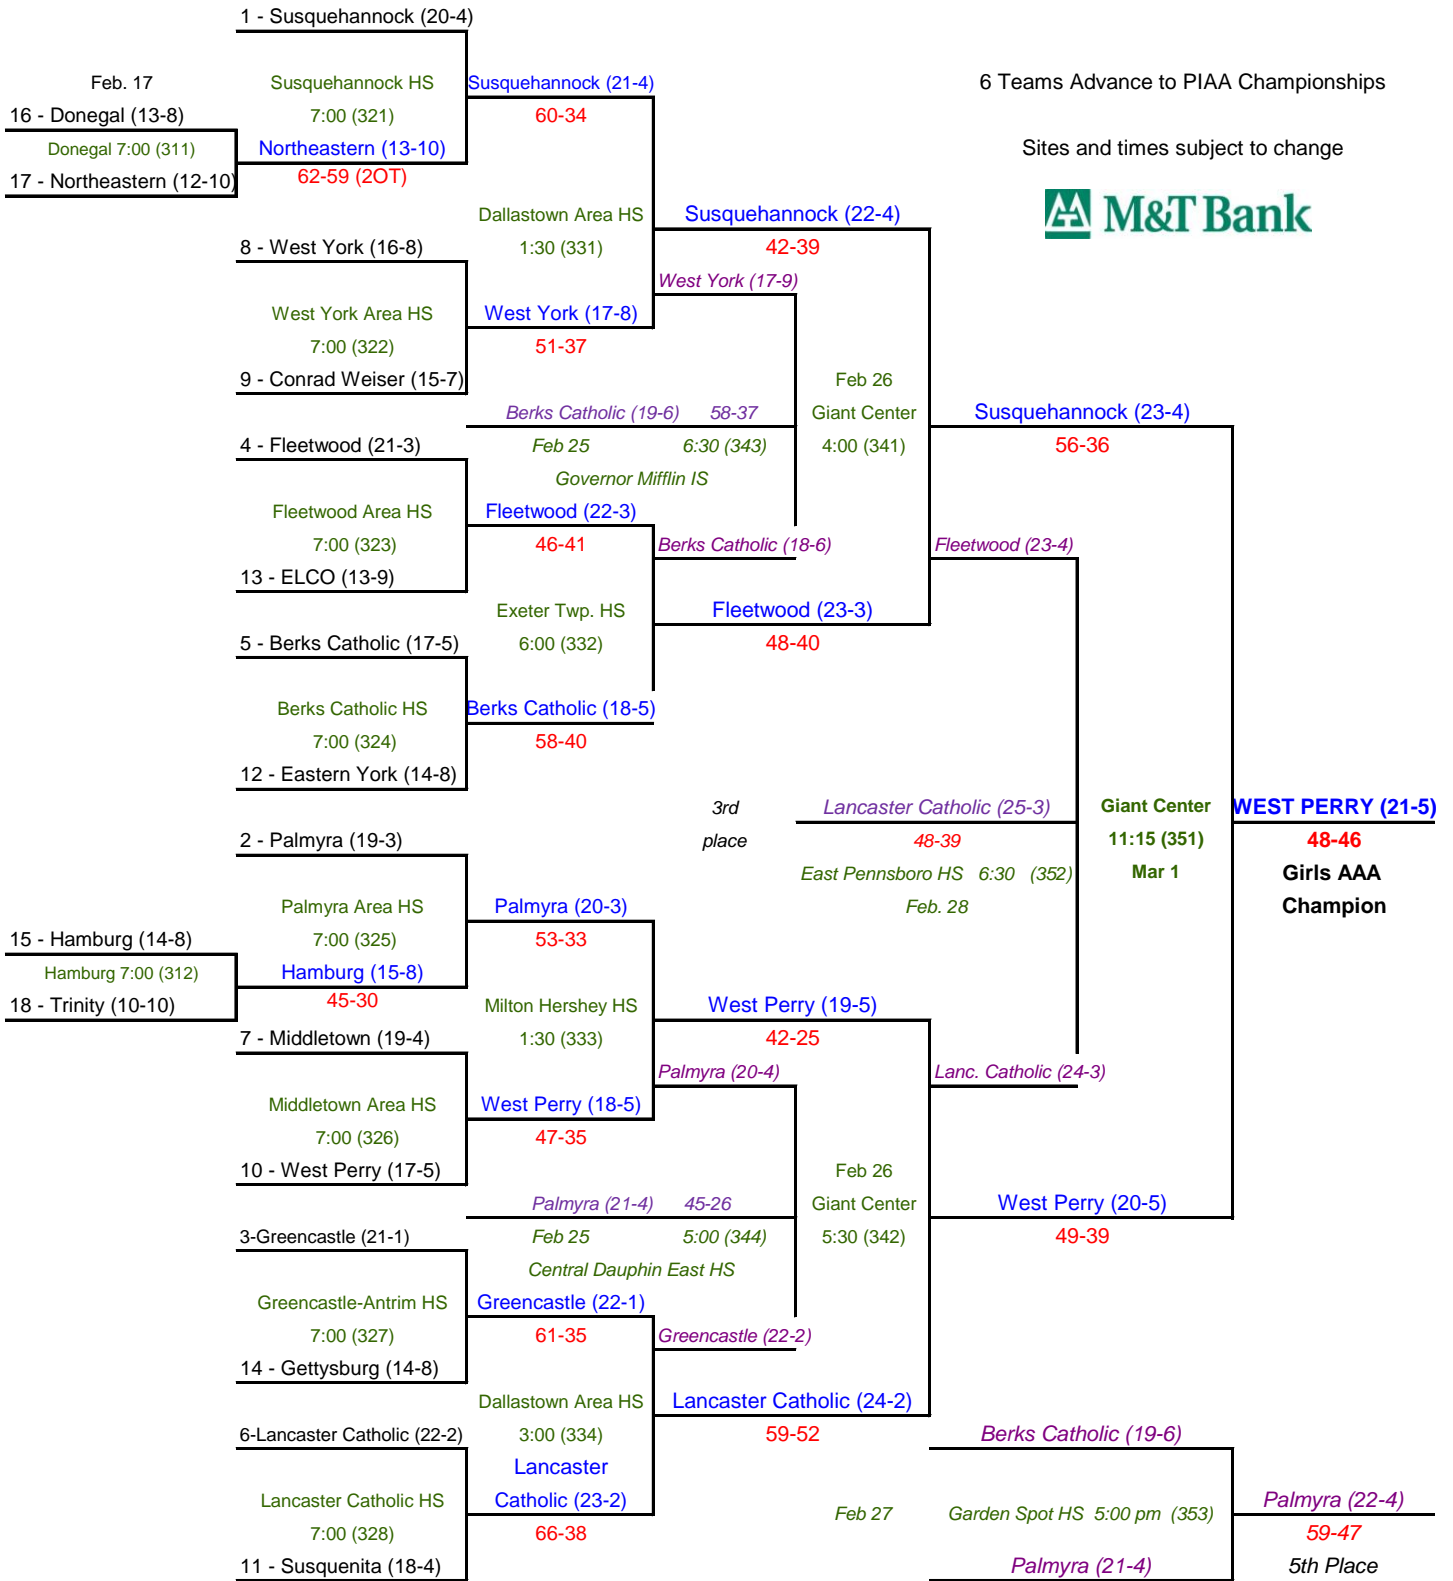 1 - Susquehannock (20-4)
Feb. 17
Susquehannock HS
Susquehannock (21-4)
6 Teams Advance to PIAA Championships
16 - Donegal (13-8)
7:00 (321)
60-34
Donegal 7:00 (311)
Northeastern (13-10)
Sites and times subject to change
17 - Northeastern (12-10)
62-59 (2OT)
M&T Bank
Dallastown Area HS
Susquehannock (22-4)
8 - West York (16-8)
1:30 (331)
42-39
West York (17-9)
West York Area HS
West York (17-8)
7:00 (322)
51-37
9 - Conrad Weiser (15-7)
Feb 26
Berks Catholic (19-6) 58-37
Giant Center
Susquehannock (23-4)
4 - Fleetwood (21-3)
Feb 25 6:30 (343)
4:00 (341)
56-36
Governor Mifflin IS
Fleetwood Area HS
Fleetwood (22-3)
7:00 (323)
46-41
Berks Catholic (18-6)
Fleetwood (23-4)
13 - ELCO (13-9)
Exeter Twp. HS
Fleetwood (23-3)
5 - Berks Catholic (17-5)
6:00 (332)
48-40
Berks Catholic HS
Berks Catholic (18-5)
7:00 (324)
58-40
12 - Eastern York (14-8)
3rd
Lancaster Catholic (25-3)
Giant Center
WEST PERRY (21-5)
2 - Palmyra (19-3)
place
48-39
11:15 (351)
48-46
East Pennsboro HS 6:30 (352)
Mar 1
Girls AAA
Palmyra Area HS
Palmyra (20-3)
Feb. 28
Champion
15 - Hamburg (14-8)
7:00 (325)
53-33
Hamburg 7:00 (312)
Hamburg (15-8)
18 - Trinity (10-10)
45-30
Milton Hershey HS
West Perry (19-5)
7 - Middletown (19-4)
1:30 (333)
42-25
Palmyra (20-4)
Lanc. Catholic (24-3)
Middletown Area HS
West Perry (18-5)
7:00 (326)
47-35
10 - West Perry (17-5)
Feb 26
Palmyra (21-4) 45-26
Giant Center
West Perry (20-5)
3-Greencastle (21-1)
Feb 25 5:00 (344)
5:30 (342)
49-39
Central Dauphin East HS
Greencastle-Antrim HS
Greencastle (22-1)
7:00 (327)
61-35
Greencastle (22-2)
14 - Gettysburg (14-8)
Dallastown Area HS
Lancaster Catholic (24-2)
6-Lancaster Catholic (22-2)
3:00 (334)
59-52
Berks Catholic (19-6)
Lancaster
Lancaster Catholic HS
Catholic (23-2)
Feb 27
Garden Spot HS 5:00 pm (353)
Palmyra (22-4)
7:00 (328)
66-38
59-47
11 - Susquenita (18-4)
Palmyra (21-4)
5th Place